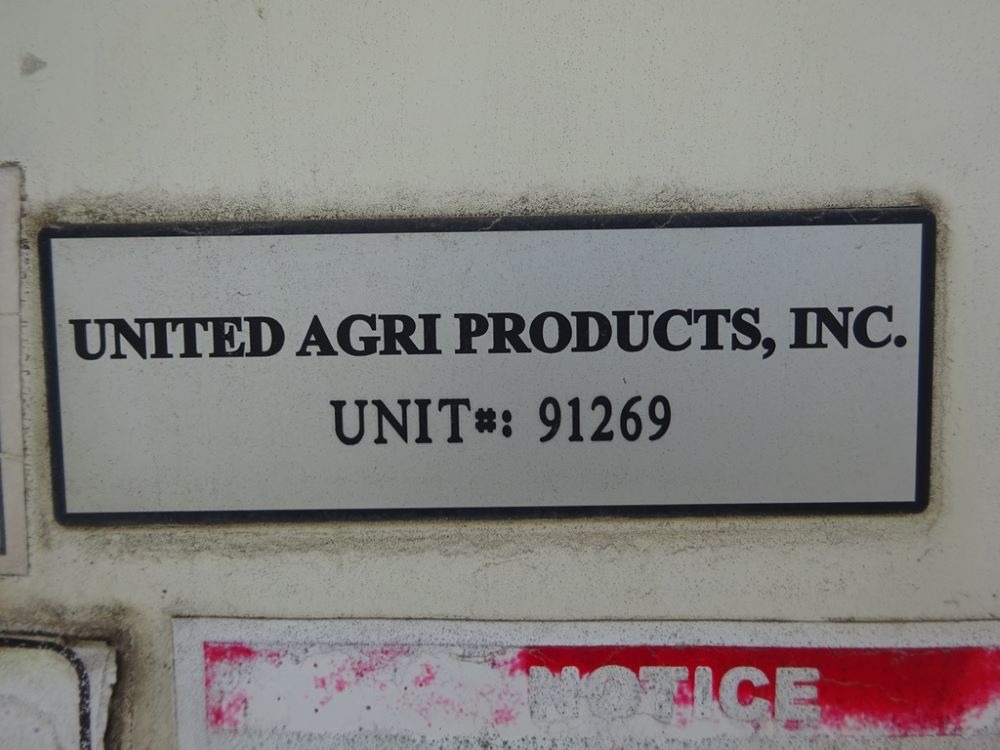 UNITED AGRI PRODUCTS, INC.
UNIT#: 91269
NOTICE